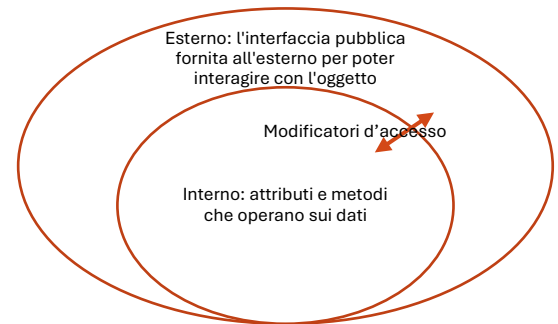 Esterno: l'interfaccia pubblica
fornita all'esterno per poter
interagire con l'oggetto
Modificatori d’accesso
Interno: attributi e metodi
che operano sui dati